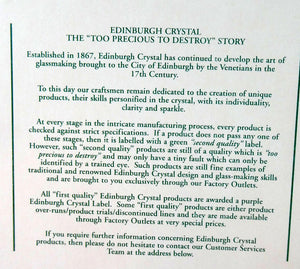 EDINBURGH CRYSTAL
THE "TOO PRECIOUS TO DESTROY" STORY
Established in 1867, Edinburgh Crystal has continued to develop the art of
glassmaking brought to the City of Edinburgh by the Venetians in the
17th Century.
To this day our craftsmen remain dedicated to the creation of unique
products, their skills personified in the crystal, with its individuality,
clarity and sparkle.
At every stage in the intricate manufacturing process, every product is
checked against strict specifications. If a product does not pass any one of
these stages, then it is labelled with a green "second quality" label.
However, such "second quality" products are still of a quality which is "too
precious to destroy" and may only have a tiny fault which can only be
identified by a trained eye. Such products are still fine examples of
traditional and renowned Edinburgh Crystal design and glass-making skills
and are brought to you exclusively through our Factory Outlets.
All "first quality" Edinburgh Crystal products are awarded a purple
Edinburgh Crystal Label. Some "first quality" items are either product
over-runs/product trials/discontinued lines and they are made available
through Factory Outlets at very special prices.
If you require further information concerning Edinburgh Crystal
products, then please do not hesitate to contact our Customer Services
Team at the address below.